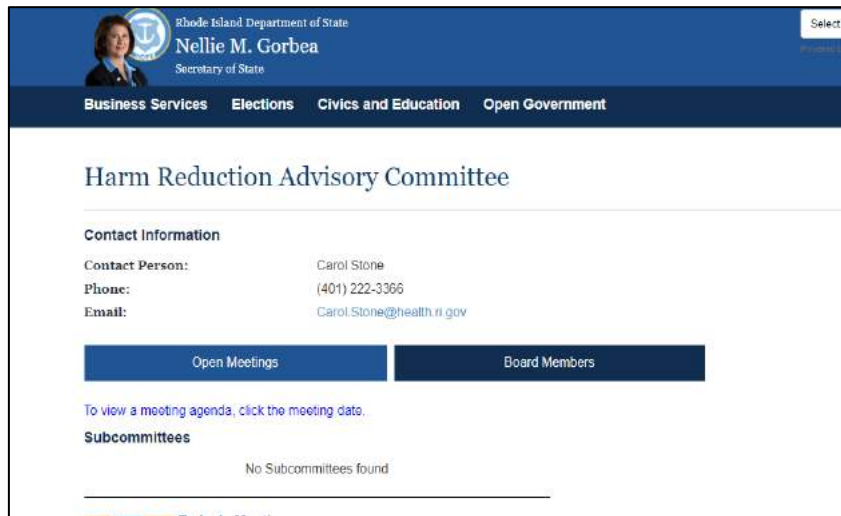 Rhode Island Department of State
Nellie M. Gorbea
Secretary of State
Select
Business Services Elections Civics and Education Open Government
Harm Reduction Advisory Committee
Contact Information
Contact Person: Carol Stone
Phone: (401) 222-3366
Email: Carol.Stone@health.ri.gov
Open Meetings Board Members
To view a meeting agenda, click the meeting date.
Subcommittees
No Subcommittees found